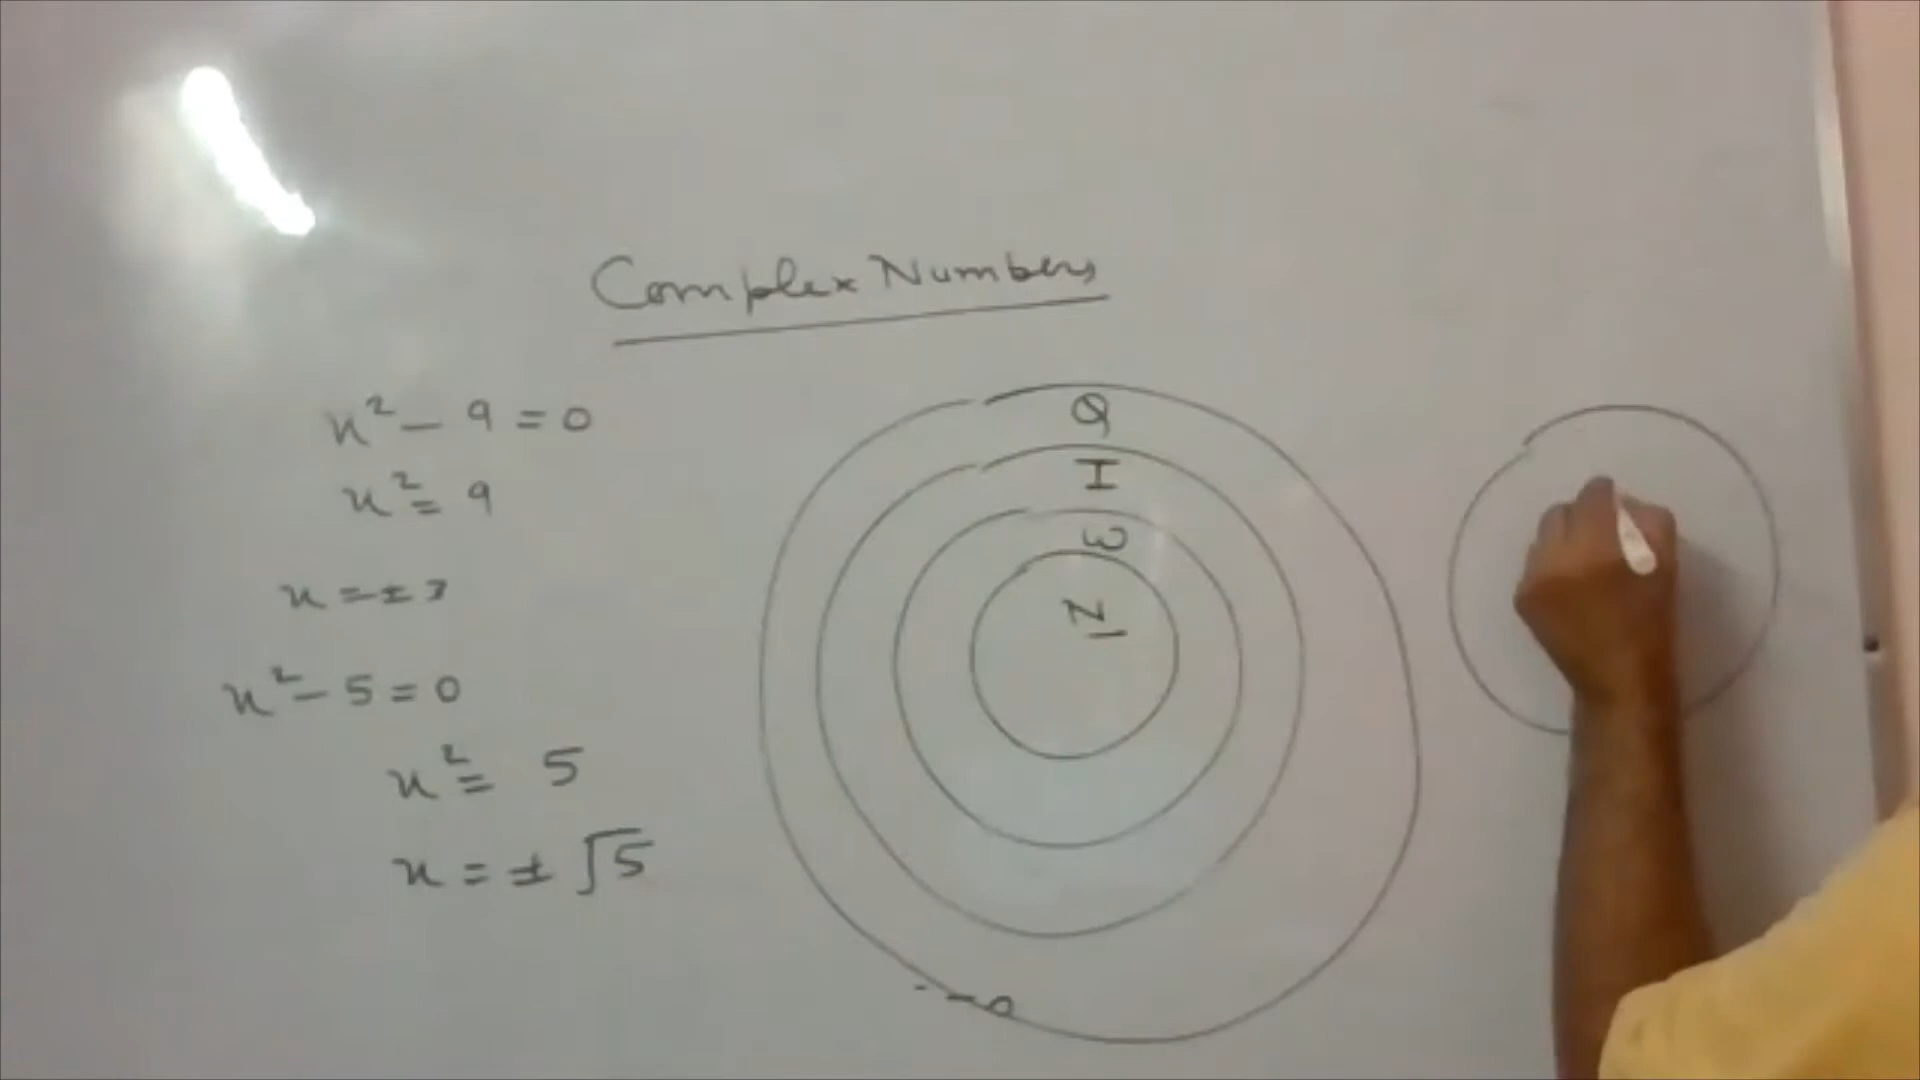 Complex Numbers
x² - 9 = 0
x² = 9
x = ± 3
x² - 5 = 0
x² = 5
x = ± √5
Q
I
W
N